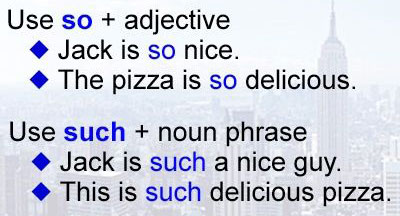 Use so + adjective
◆ Jack is so nice.
◆ The pizza is so delicious.
Use such + noun phrase
◆ Jack is such a nice guy.
◆ This is such delicious pizza.